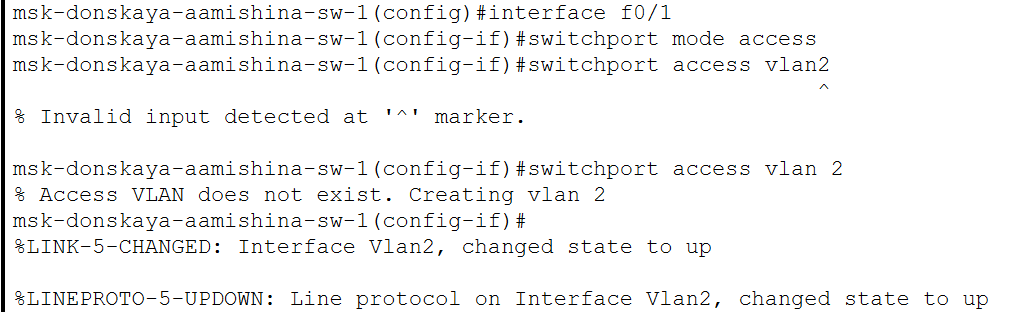 msk-donskaya-aamishina-sw-1(config)#interface f0/1
msk-donskaya-aamishina-sw-1(config-if)#switchport mode access
msk-donskaya-aamishina-sw-1(config-if)#switchport access vlan2
^
% Invalid input detected at '^' marker.
msk-donskaya-aamishina-sw-1(config-if)#switchport access vlan 2
% Access VLAN does not exist. Creating vlan 2
msk-donskaya-aamishina-sw-1(config-if)#
%LINK-5-CHANGED: Interface Vlan2, changed state to up
%LINEPROTO-5-UPDOWN: Line protocol on Interface Vlan2, changed state to up